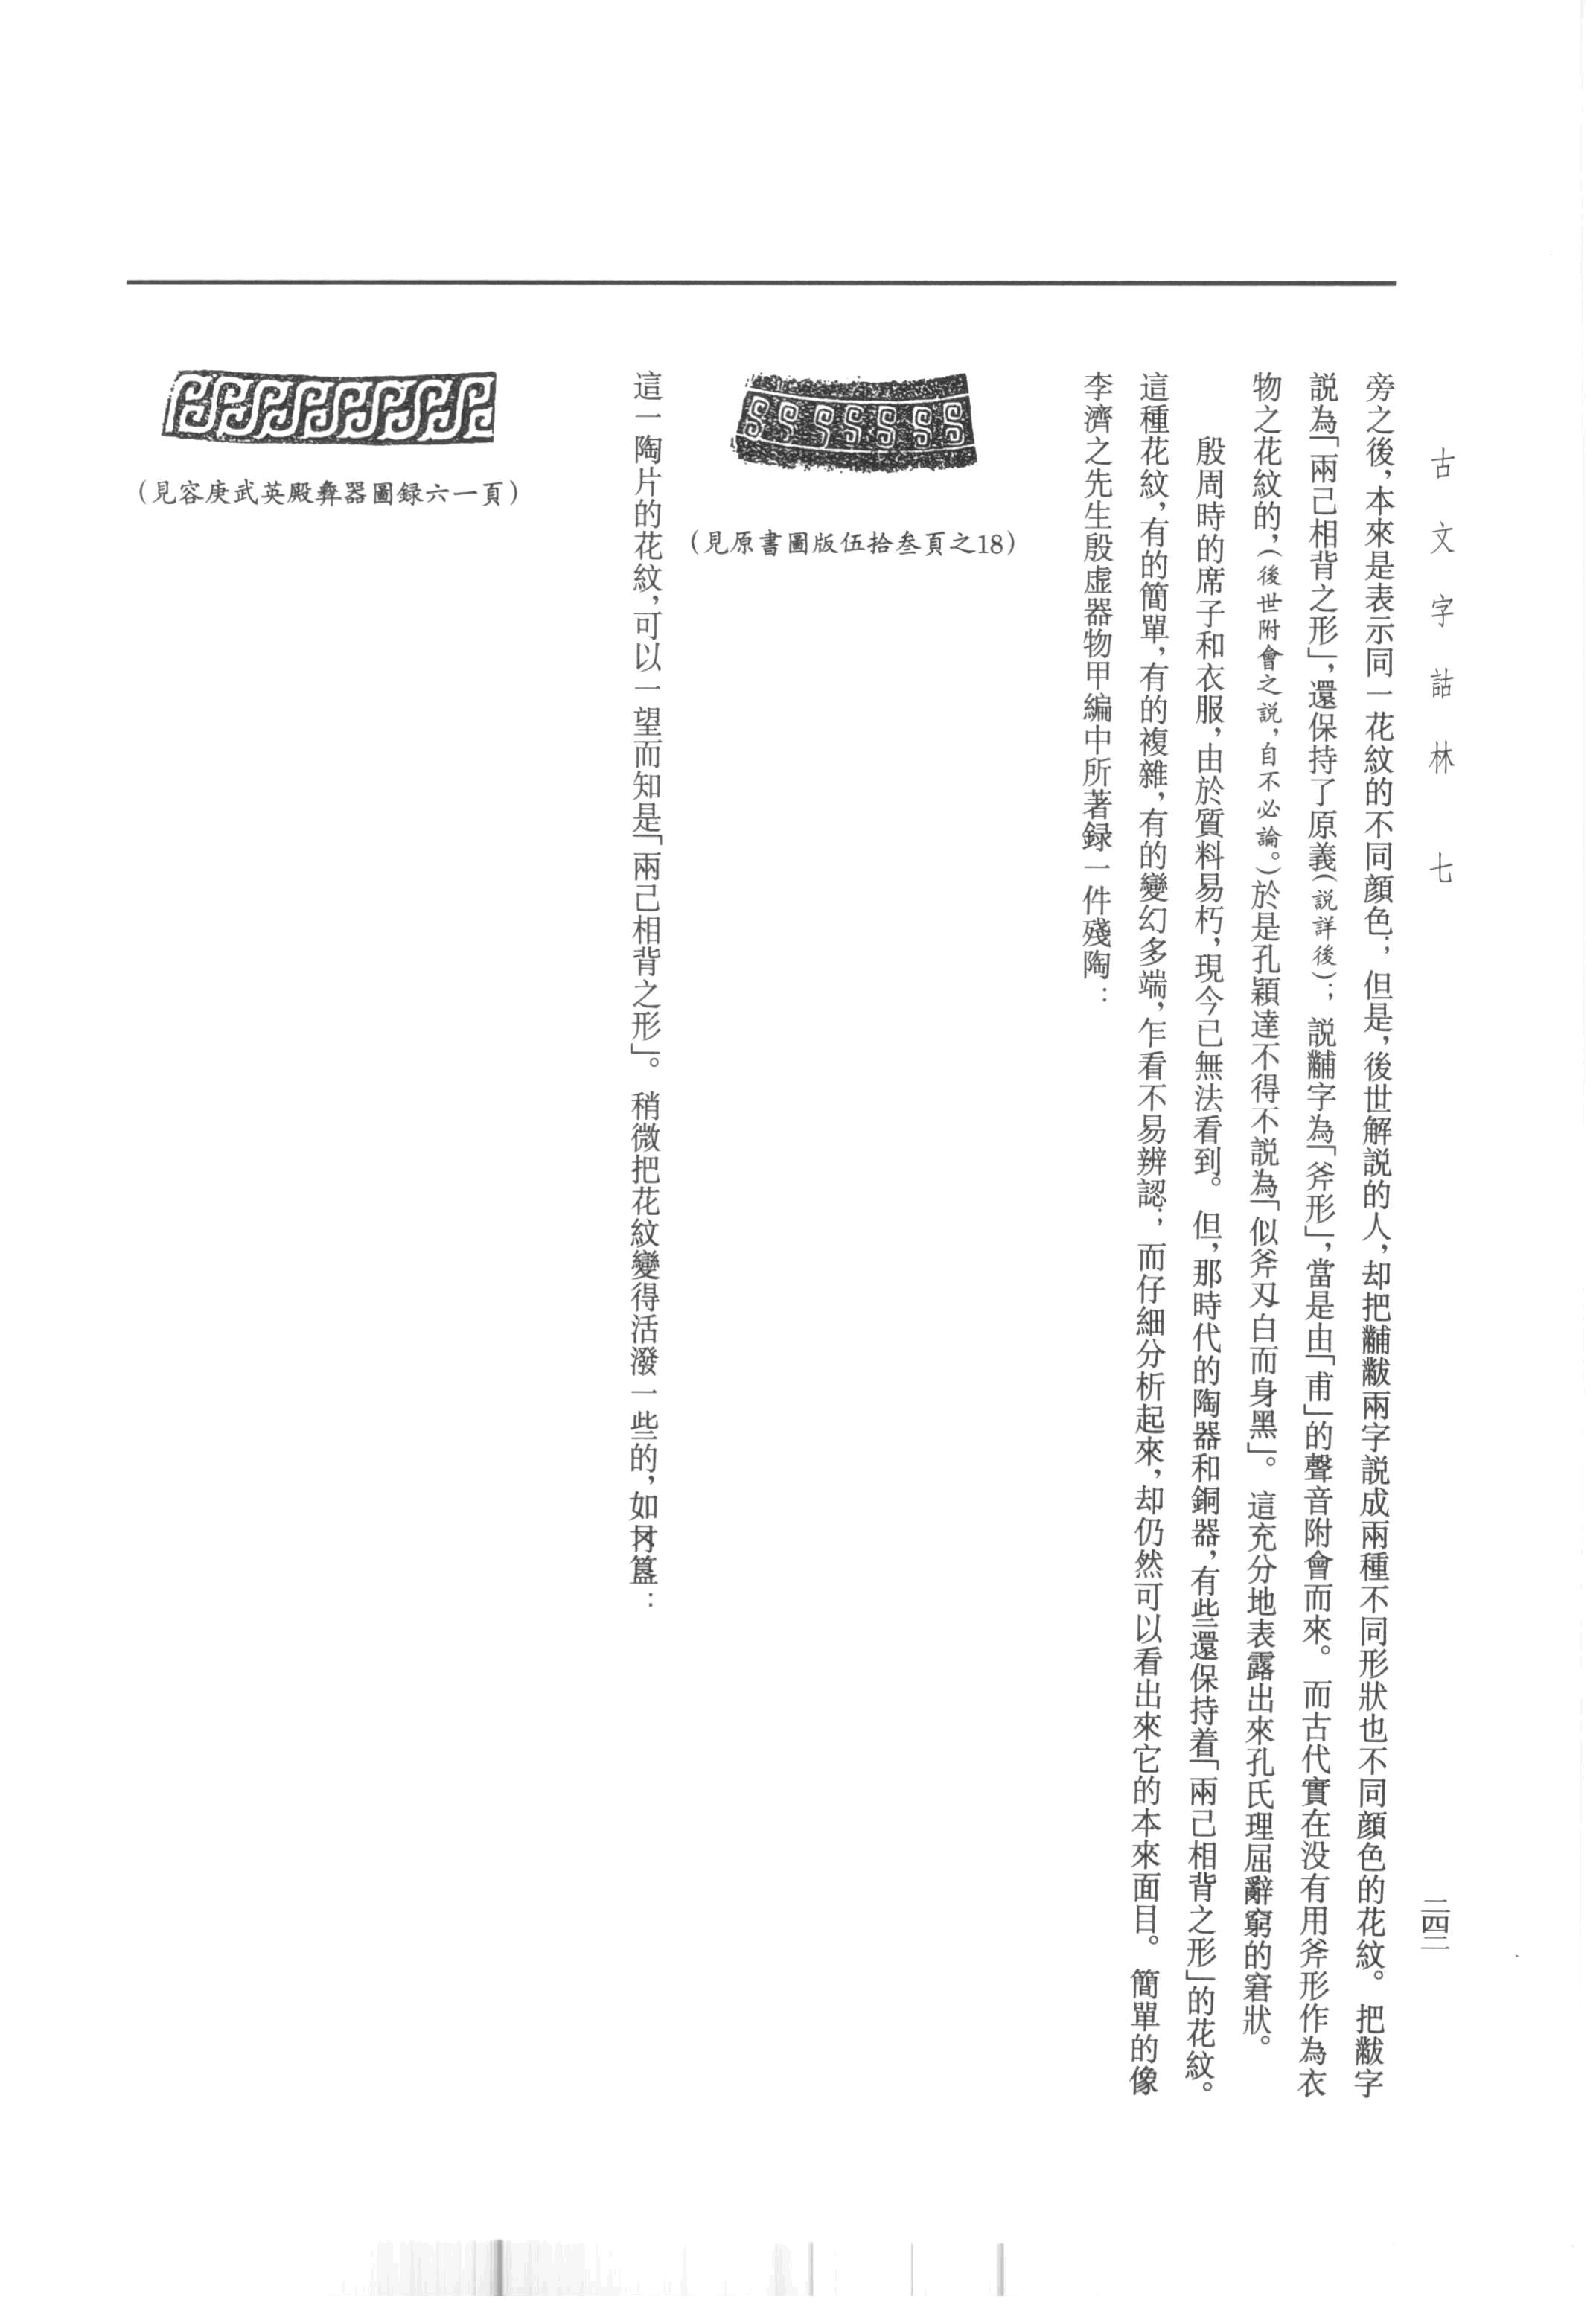 古文字詁林　七
二四二
旁之後，本來是表示同一花紋的不同顔色；但是，後世解説的人，却把黼黻兩字説成兩種不同形狀也不同顔色的花紋。把黻字
説為「兩己相背之形」，還保持了原義（説詳後）；説黼字為「斧形」，當是由「甫」的聲音附會而來。而古代實在没有用斧形作為衣
物之花紋的，（後世附會之説，自不必論。）於是孔穎達不得不説為「似斧刃白而身黑」。這充分地表露出來孔氏理屈辭窮的窘狀。
殷周時的席子和衣服，由於質料易朽，現今已無法看到。但，那時代的陶器和銅器，有些還保持着「兩己相背之形」的花紋。
這種花紋，有的簡單，有的複雜，有的變幻多端，乍看不易辨認；而仔細分析起來，却仍然可以看出來它的本來面目。簡單的像
李濟之先生殷虚器物甲編中所著録一件殘陶：
（見原書圖版伍拾叁頁之18）
這一陶片的花紋，可以一望而知是「兩己相背之形」。稍微把花紋變得活潑一些的，如𠕋簋：
（見容庚武英殿彝器圖録六一頁）